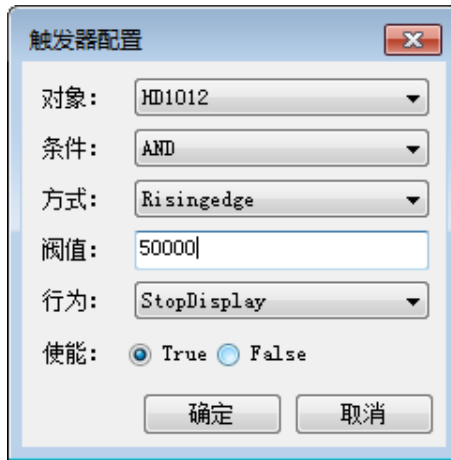 触发器配置
对象: HD1012
条件: AND
方式: Risingedge
阀值: 50000
行为: StopDisplay
使能: True False
确定 取消